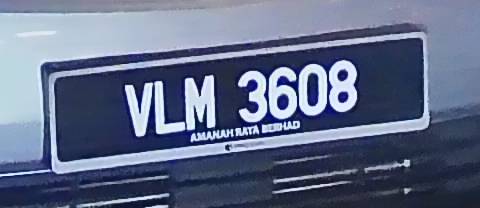 VLM 3608
AMANAH RAYA BERHAD